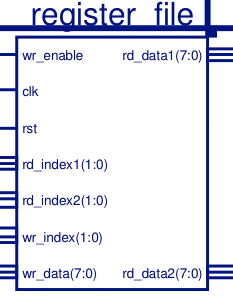 register_file
wr_enable rd_data1(7:0)
clk
rst
rd_index1(1:0)
rd_index2(1:0)
wr_index(1:0)
wr_data(7:0) rd_data2(7:0)